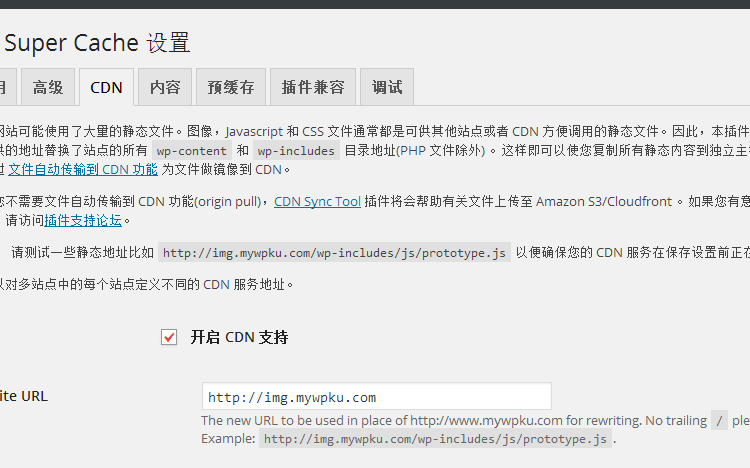 Super Cache 设置
用 高级 CDN 内容 预缓存 插件兼容 调试
网站可能使用了大量的静态文件。图像，Javascript 和 CSS 文件通常都是可供其他站点或者 CDN 方便调用的静态文件。因此，本插件
供的地址替换了站点的所有 wp-content 和 wp-includes 目录地址(PHP 文件除外) 。这样即可以使您复制所有静态内容到独立主
过 文件自动传输到 CDN 功能 为文件做镜像到 CDN。
您不需要文件自动传输到 CDN 功能(origin pull)，CDN Sync Tool 插件将会帮助有关文件上传至 Amazon S3/Cloudfront 。如果您有意
请访问插件支持论坛。
请测试一些静态地址比如 http://img.mywpku.com/wp-includes/js/prototype.js 以便确保您的 CDN 服务在保存设置前正在
以对多站点中的每个站点定义不同的 CDN 服务地址。
开启 CDN 支持
ite URL http://img.mywpku.com
The new URL to be used in place of http://www.mywpku.com for rewriting. No trailing / ple
Example: http://img.mywpku.com/wp-includes/js/prototype.js .